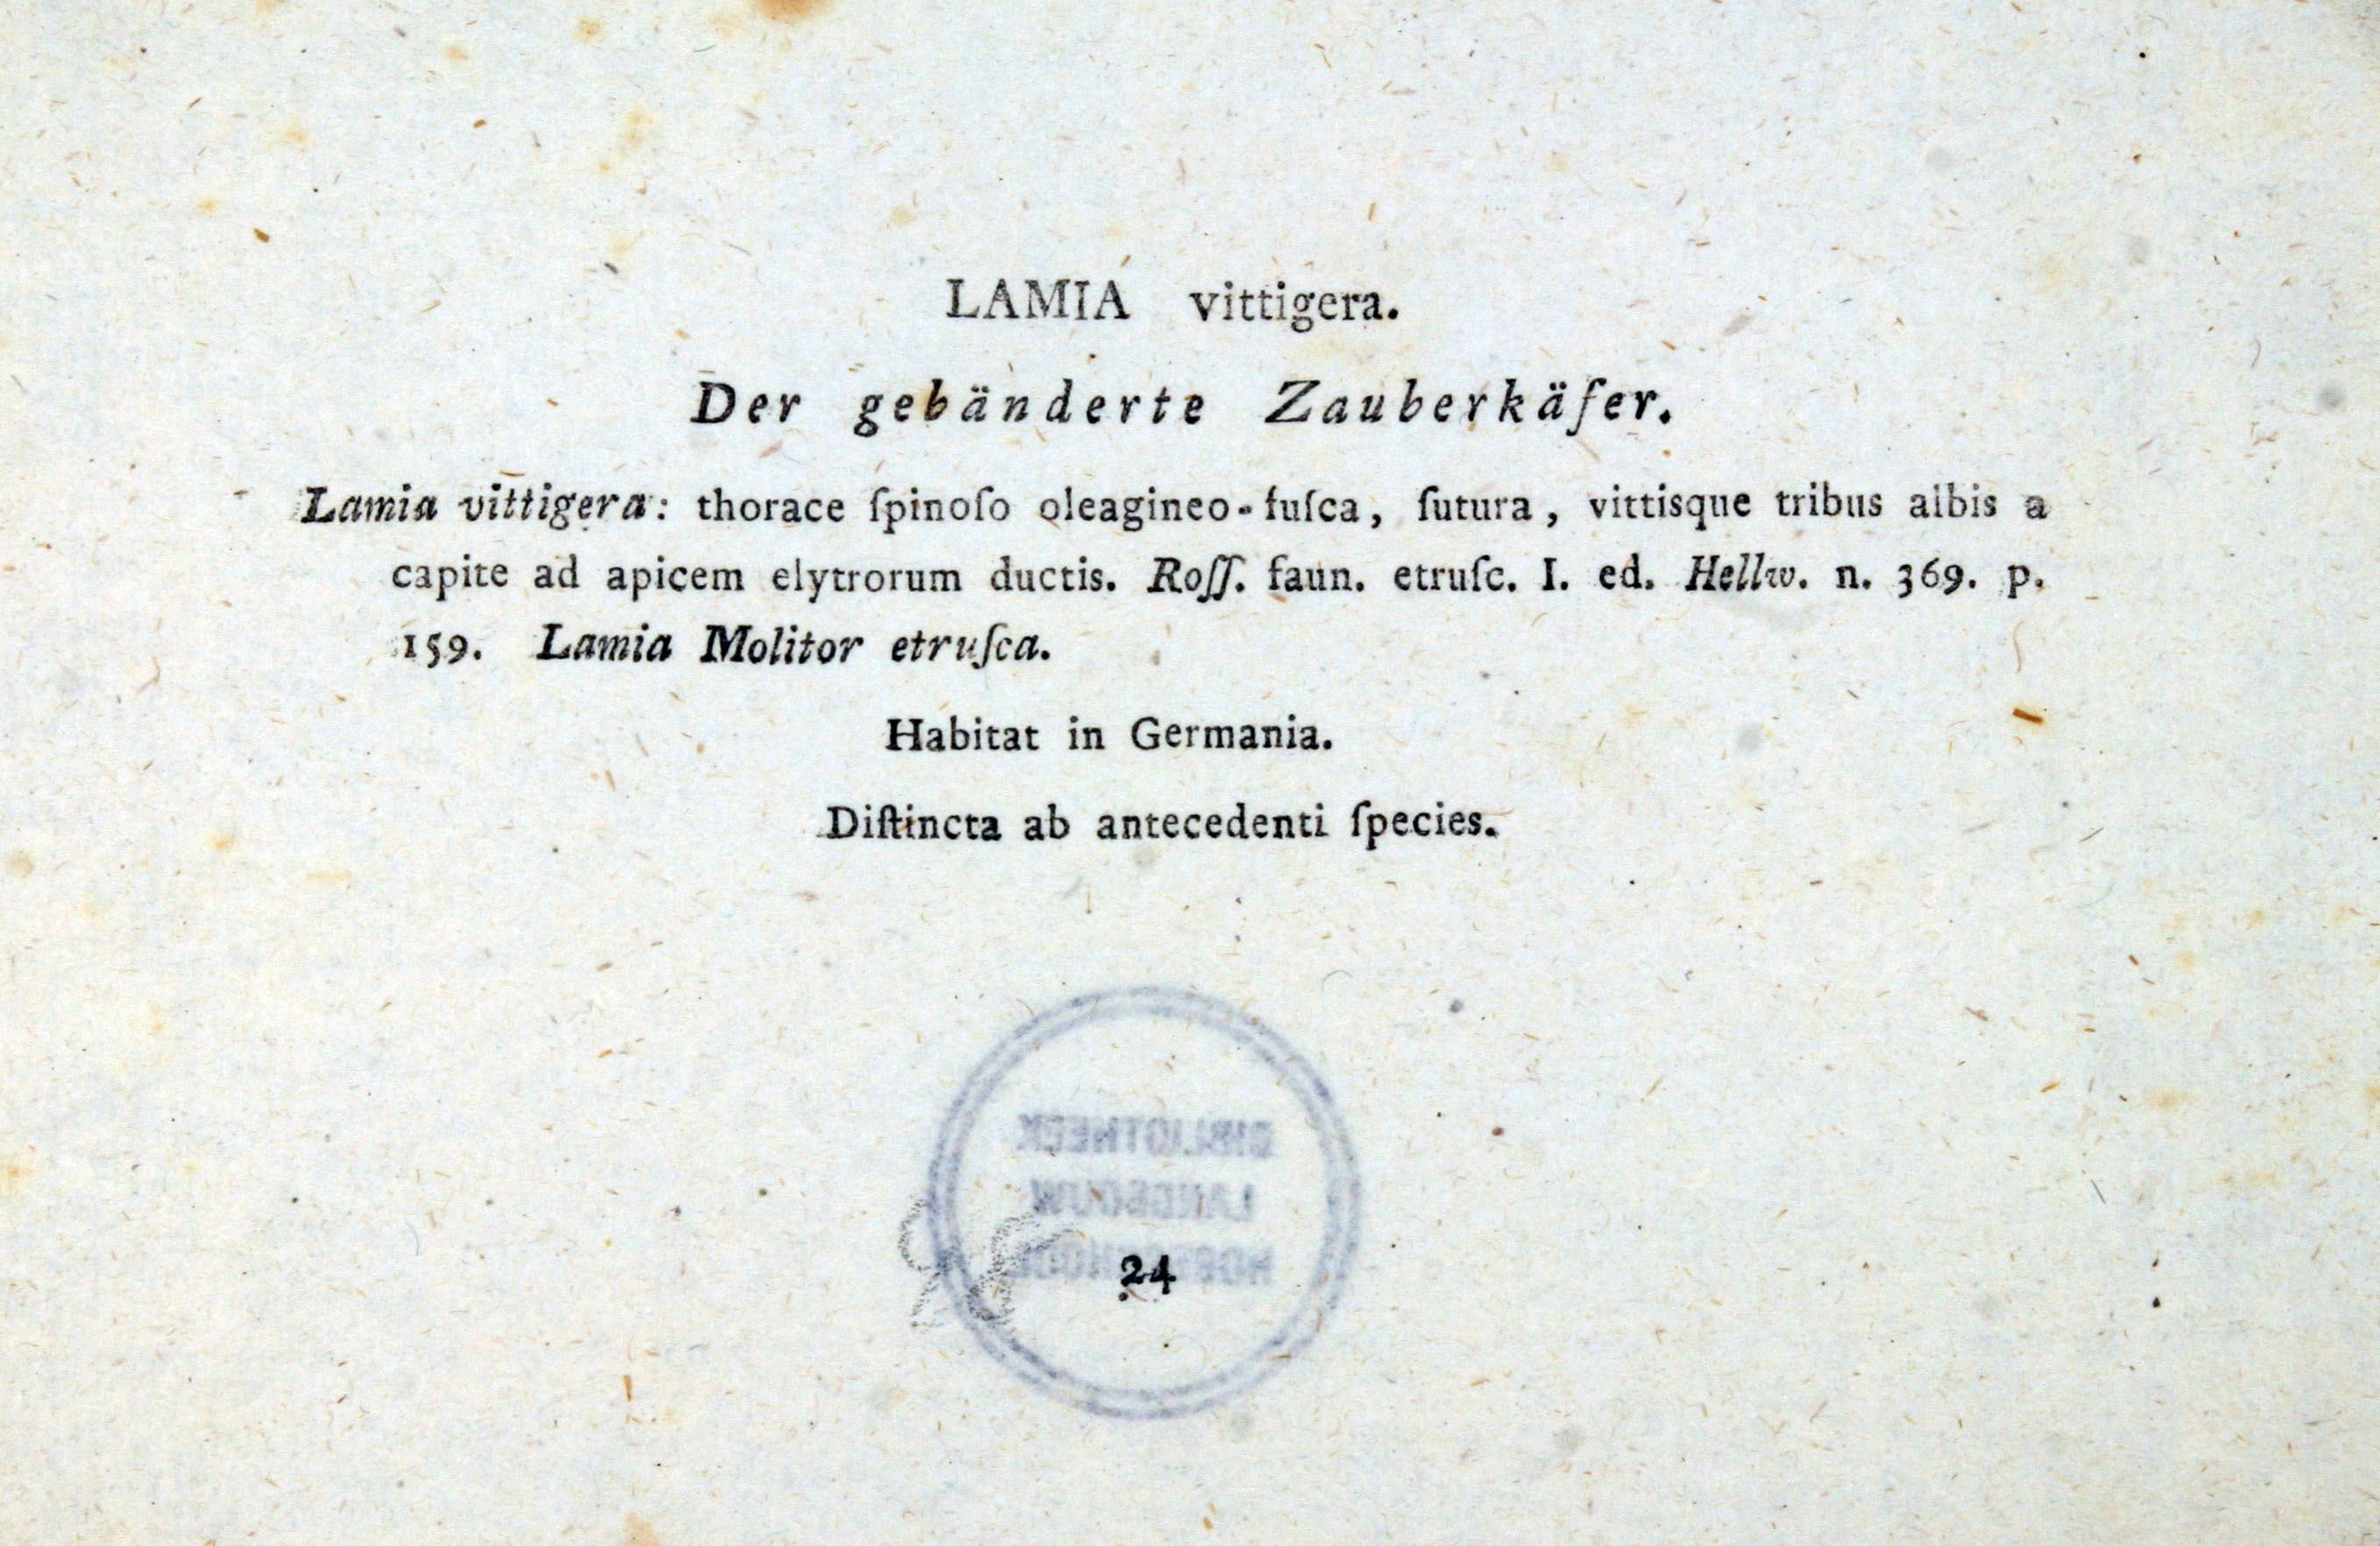 LAMIA vittigera.
Der gebänderte Zauberkäfer.
Lamia vittigera: thorace ſpinoſo oleagineo-fuſca, ſutura, vittisque tribus albis a
capite ad apicem elytrorum ductis. Roſſ. faun. etruſc. I. ed. Hellw. n. 369. p.
159. Lamia Molitor etruſca.
Habitat in Germania.
Diſtincta ab antecedenti ſpecies.
BIBLIOTHEEK
LANDBOUW
24